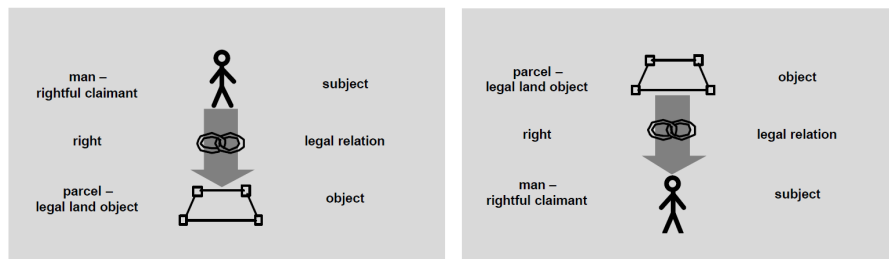 man –
rightful claimant
subject
right
legal relation
parcel –
legal land object
object
parcel –
legal land object
object
right
legal relation
man –
rightful claimant
subject